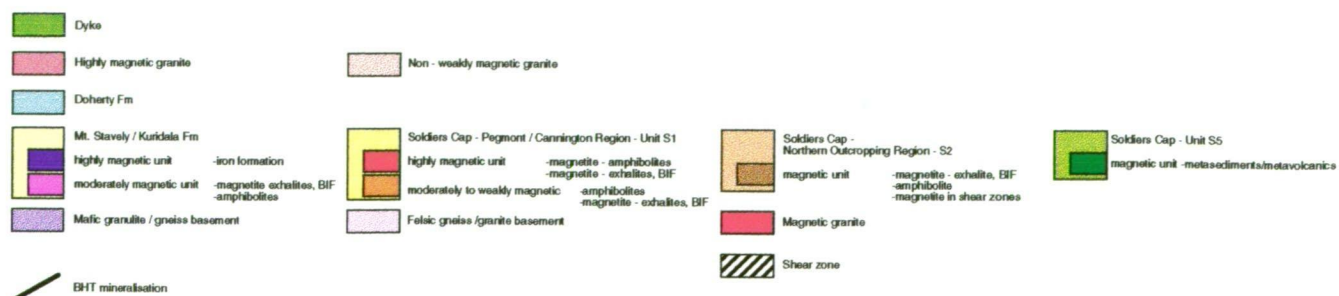 Dyke
Highly magnetic granite
Non - weakly magnetic granite
Doherty Fm
Mt. Stavely / Kuridala Fm
highly magnetic unit -iron formation
moderately magnetic unit -magnetite exhalites, BIF
-amphibolites
Soldiers Cap - Pegmont / Cannington Region - Unit S1
highly magnetic unit -magnetite - amphibolites
-magnetite - exhalites, BIF
moderately to weakly magnetic -amphibolites
-magnetite - exhalites, BIF
Soldiers Cap -
Northern Outcropping Region - S2
magnetic unit -magnetite - exhalite, BIF
-amphibolite
-magnetite in shear zones
Soldiers Cap - Unit S5
magnetic unit -metasediments/metavolcanics
Mafic granulite / gneiss basement
Felsic gneiss /granite basement
Magnetic granite
Shear zone
BHT mineralisation